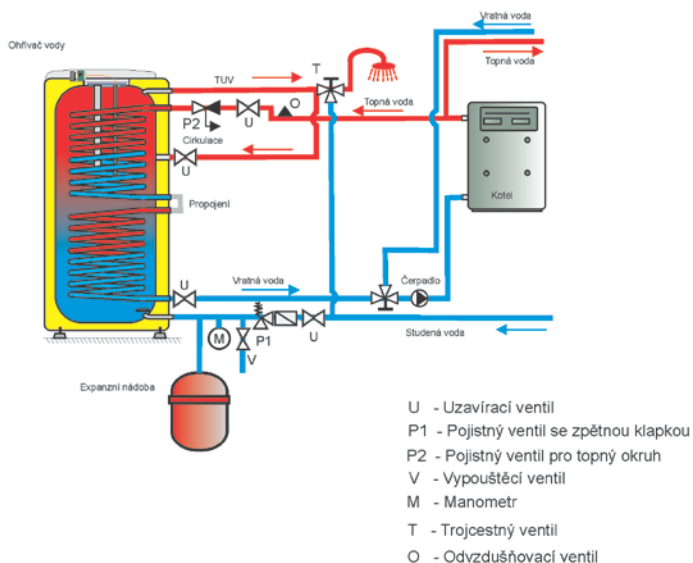 Vratná voda
Ohřívač vody
TUV
T
Topná voda
O
Topná voda
P2
U
Cirkulace
U
Kotel
Propojení
U
Vratná voda
Čerpadlo
M
P1
U
Studená voda
V
Expanzní nádoba
U - Uzavírací ventil
P1 - Pojistný ventil se zpětnou klapkou
P2 - Pojistný ventil pro topný okruh
V - Vypouštěcí ventil
M - Manometr
T - Trojcestný ventil
O - Odvzdušňovací ventil